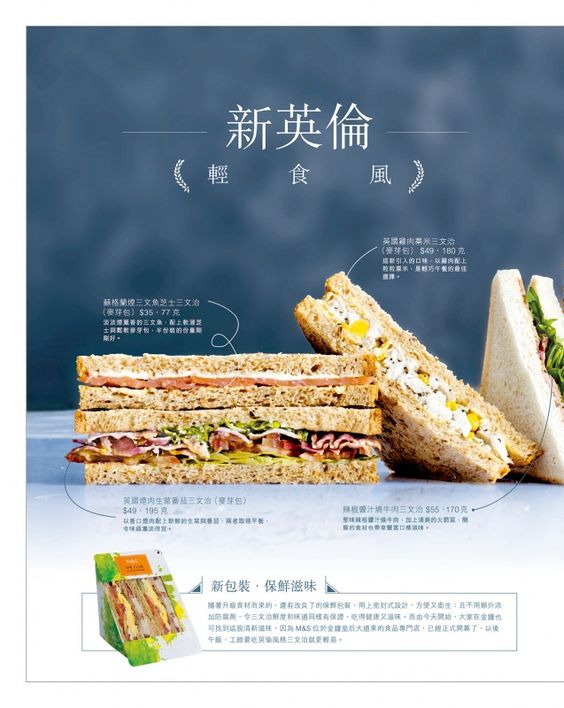 新英倫
輕食風
英國雞肉粟米三文治
(麥芽包) $49，180 克
這新引入的口味，以雞肉配上
粒粒粟米，是輕巧午餐的最佳
選擇。
蘇格蘭煙三文魚芝士三文治
(麥芽包) $35，77 克
淡淡煙薰香的三文魚，配上軟滑芝
士與鬆軟麥芽包，半份裝的份量剛
剛好。
英國煙肉生菜番茄三文治 (麥芽包)
$49，195 克
以香口煙肉配上新鮮的生菜與番茄，兩者取得平衡，
令味級濃淡得宜。
辣椒醬汁燒牛肉三文治 $55，170 克
惹味辣椒醬汁燒牛肉，加上清爽的火箭菜，簡
單的食材也帶來豐富口感滋味。
M&S
新包裝．保鮮滋味
隨著升級食材而來的，還有改良了的保鮮包裝，用上密封式設計，方便又衛生；且不用額外添
加防腐劑，令三文治鮮度和味道同樣有保證，吃得健康又滋味。而由今天開始，大家在金鐘也
可找到這股清新滋味，因為 M&S 位於金鐘皇后大道東的食品專門店，已經正式開幕了，以後
午飯、工餘要吃英倫風格三文治就更輕易。